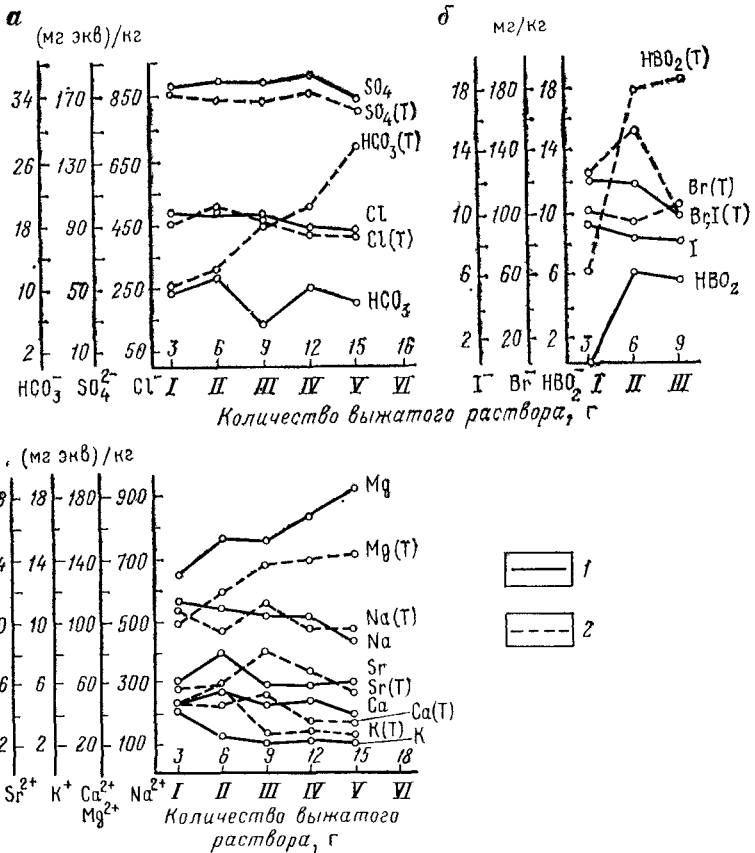 а
(мг экв)/кг
34 170 850
26 130 650
18 90 450
10 50 250
2 10 50
SO₄
SO₄(T)
HCO₃(T)
Cl
Cl(T)
HCO₃
3 6 9 12 15 16
HCO₃⁻ SO₄²⁻ Cl⁻ I II III IV V VI
б
мг/кг
18 180 18
14 140 14
10 100 10
6 60 6
2 20 2
HBO₂(T)
Br(T)
Br,I(T)
I
HBO₂
3 6 9
I⁻ Br⁻ HBO₂⁻ I II III
Количество выжатого раствора, г
(мг экв)/кг
18 18 180 900
14 14 140 700
10 10 100 500
6 6 60 300
2 2 20 100
Mg
Mg(T)
Na(T)
Na
Sr
Sr(T)
Ca
Ca(T)
K(T)
K
3 6 9 12 15 18
Sr²⁺ K⁺ Ca²⁺ Na²⁺ I II III IV V VI
Mg²⁺
Количество выжатого
раствора, г
1
2